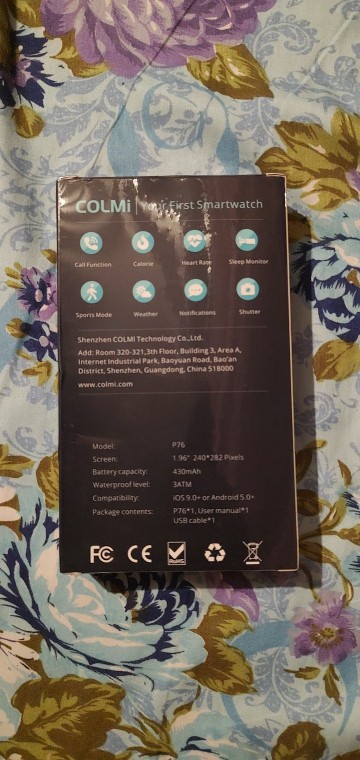 COLMi | Your First Smartwatch
Call Function Calorie Heart Rate Sleep Monitor
Sports Mode Weather Notifications Shutter
Shenzhen COLMI Technology Co.,Ltd.
Add: Room 320-321,3th Floor, Building 3, Area A,
Internet Industrial Park, Baoyuan Road, Bao'an
District, Shenzhen, Guangdong, China 518000
www.colmi.com
Model: P76
Screen: 1.96" 240*282 Pixels
Battery capacity: 430mAh
Waterproof level: 3ATM
Compatibility: iOS 9.0+ or Android 5.0+
Package contents: P76*1, User manual*1
USB cable*1
FC CE RoHS